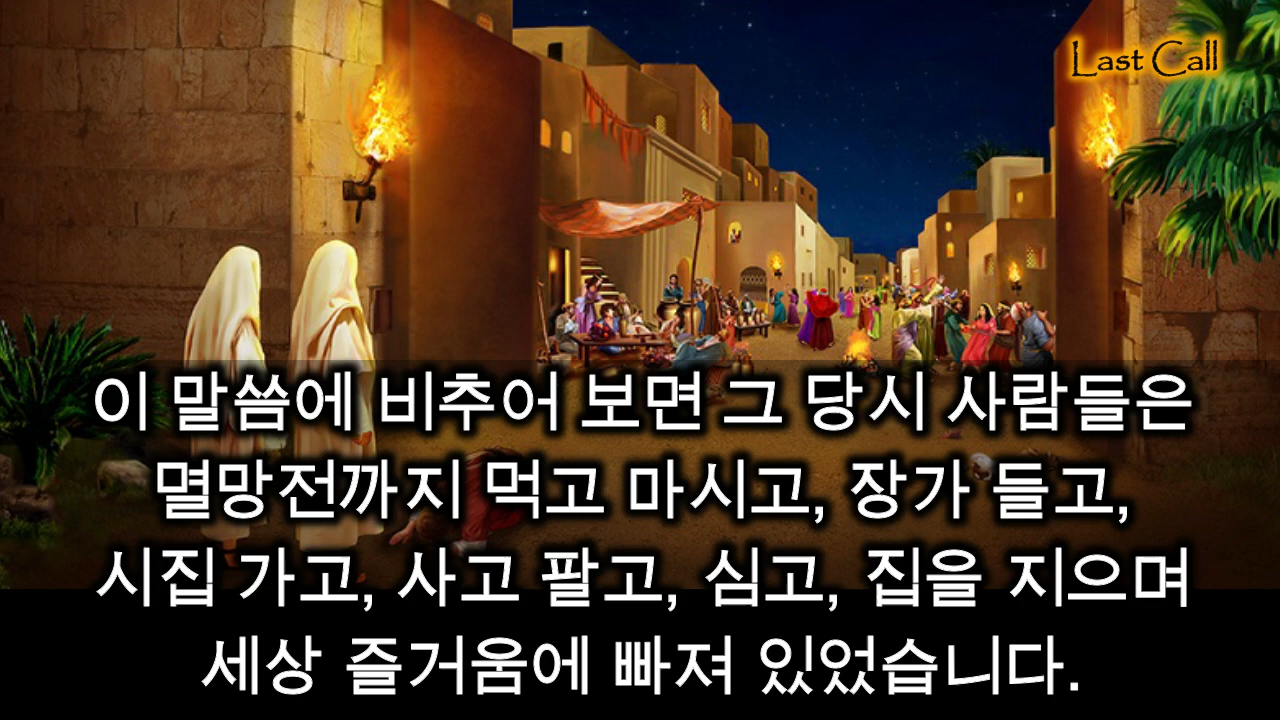 Last Call
이 말씀에 비추어 보면 그 당시 사람들은
멸망전까지 먹고 마시고, 장가 들고,
시집 가고, 사고 팔고, 심고, 집을 지으며
세상 즐거움에 빠져 있었습니다.